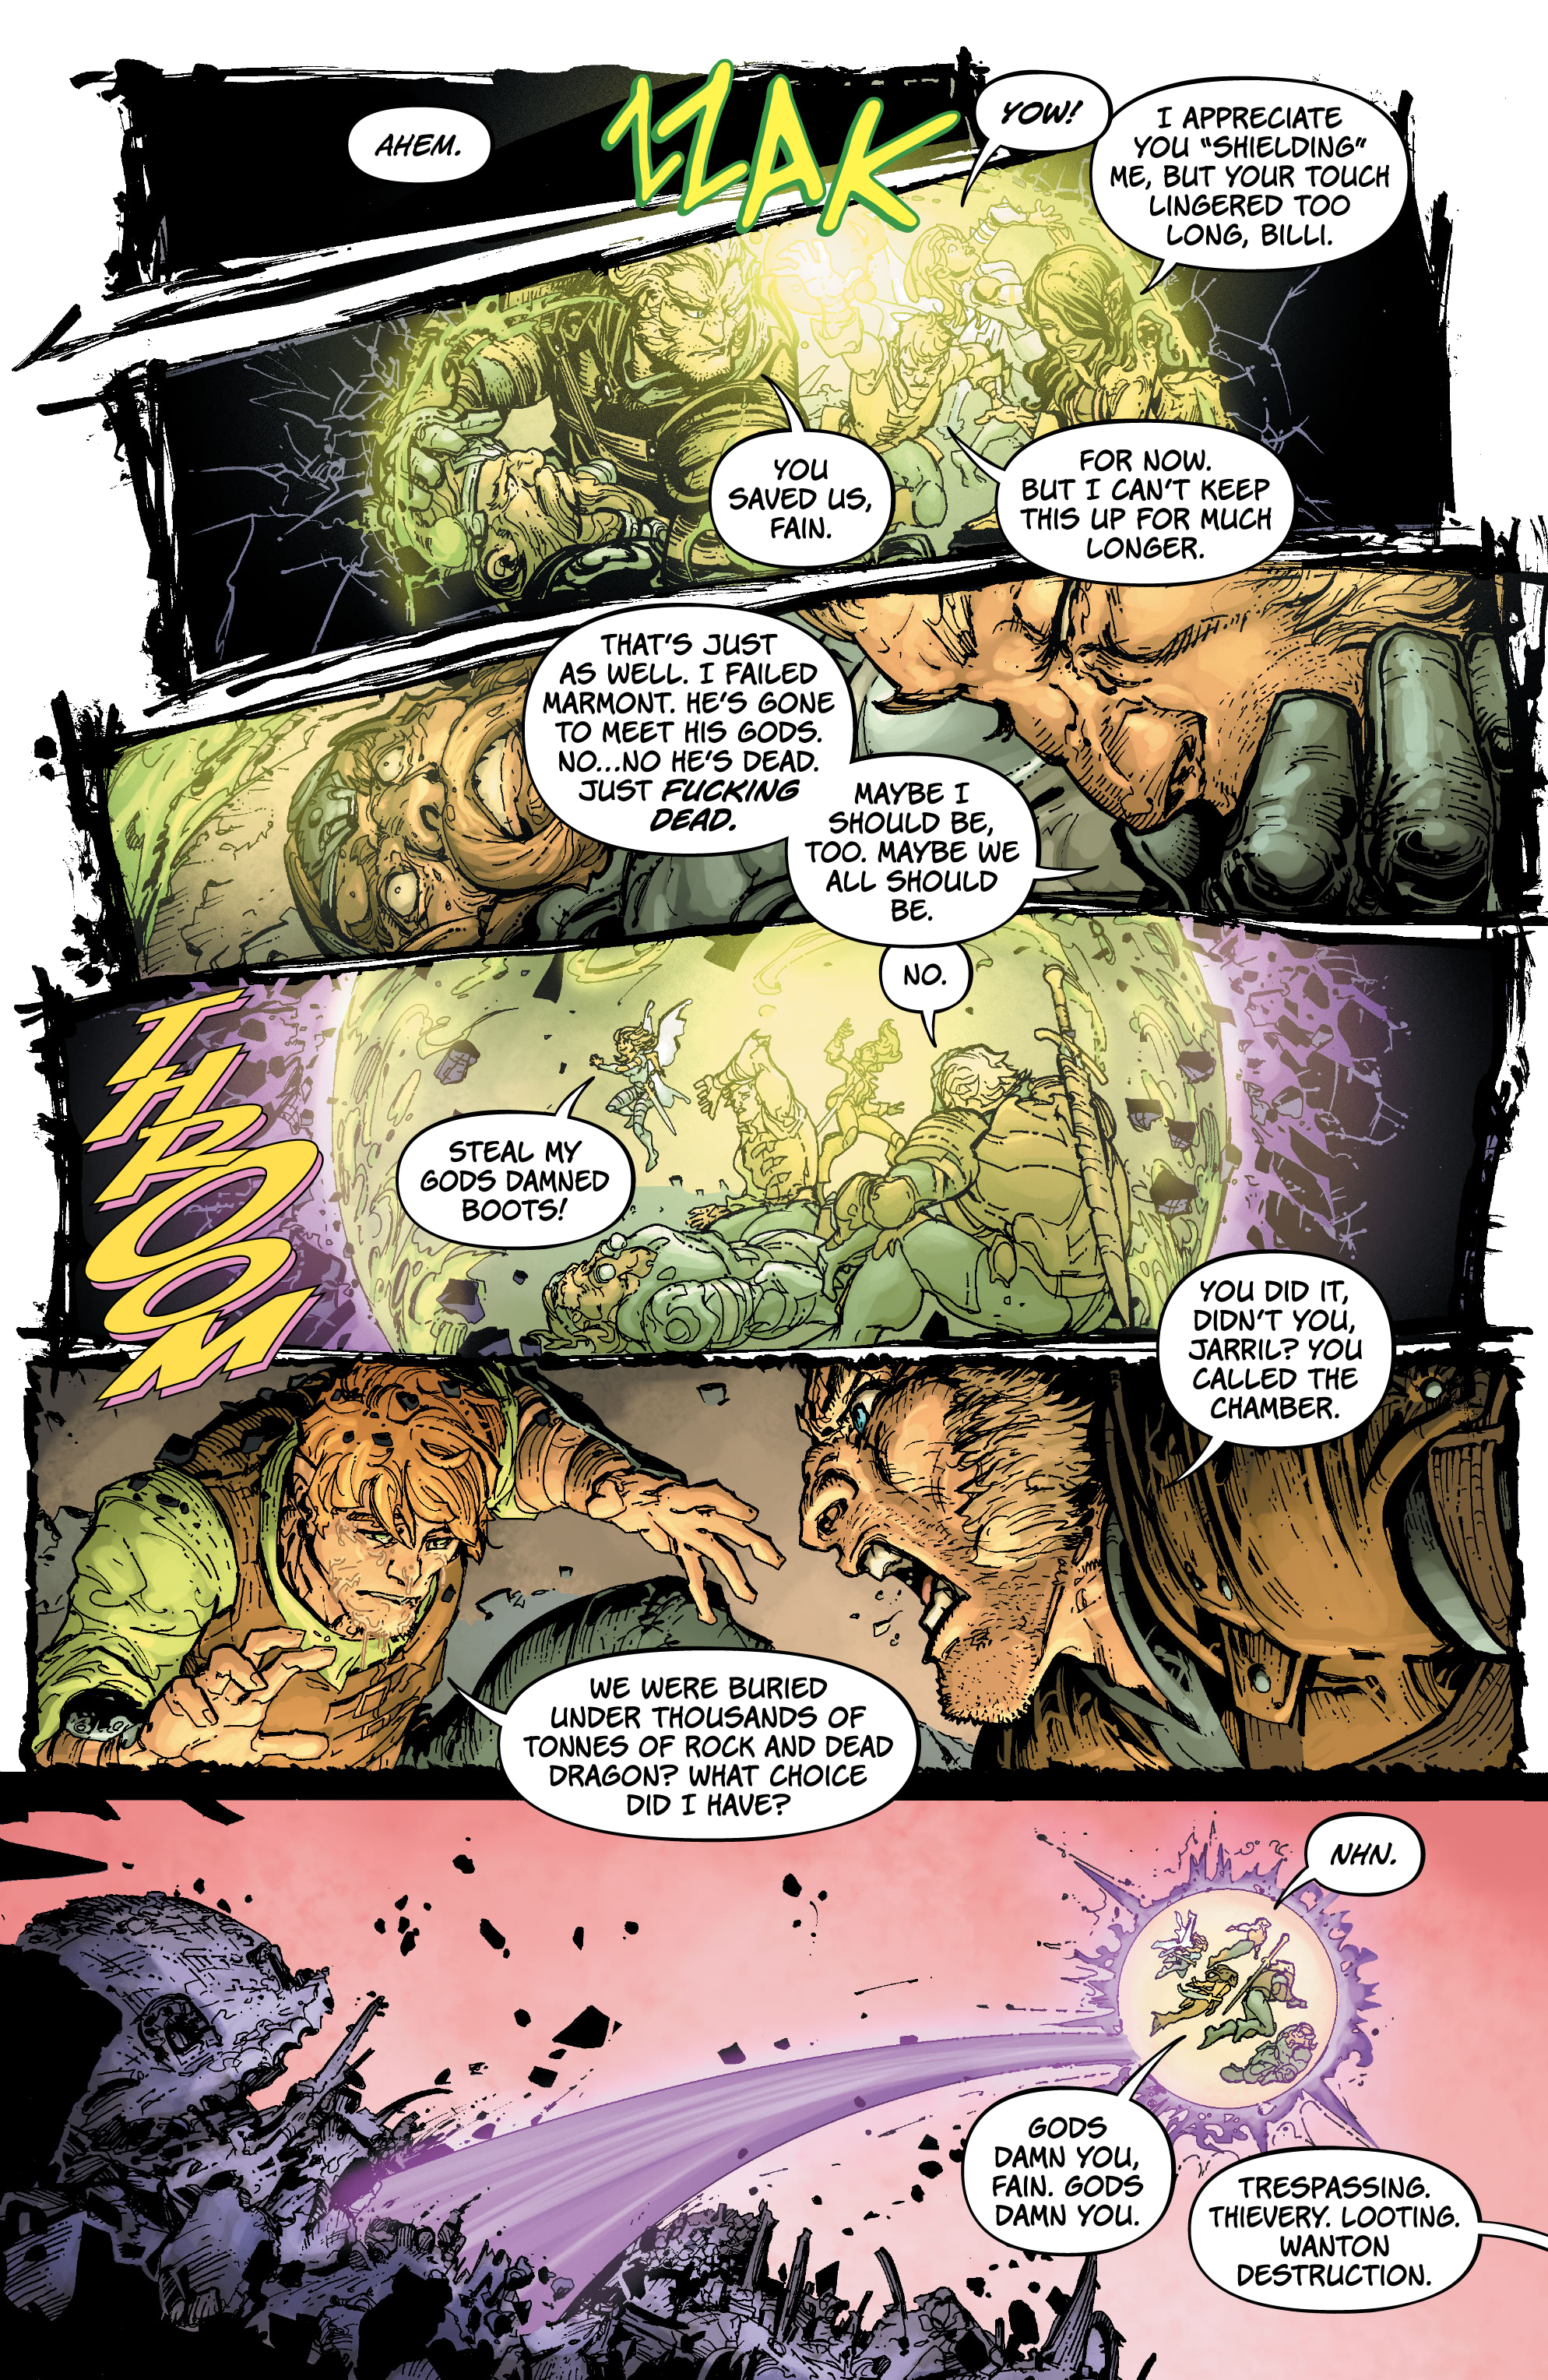 AHEM.
ZZAK
YOW!
I APPRECIATE
YOU "SHIELDING"
ME, BUT YOUR TOUCH
LINGERED TOO
LONG, BILLI.
YOU
SAVED US,
FAIN.
FOR NOW.
BUT I CAN'T KEEP
THIS UP FOR MUCH
LONGER.
THAT'S JUST
AS WELL. I FAILED
MARMONT. HE'S GONE
TO MEET HIS GODS.
NO...NO HE'S DEAD.
JUST FUCKING
DEAD.
MAYBE I
SHOULD BE,
TOO. MAYBE WE
ALL SHOULD
BE.
NO.
THROOOM
STEAL MY
GODS DAMNED
BOOTS!
YOU DID IT,
DIDN'T YOU,
JARRIL? YOU
CALLED THE
CHAMBER.
WE WERE BURIED
UNDER THOUSANDS OF
TONNES OF ROCK AND DEAD
DRAGON? WHAT CHOICE
DID I HAVE?
NHN.
GODS
DAMN YOU,
FAIN. GODS
DAMN YOU.
TRESPASSING.
THIEVERY. LOOTING.
WANTON
DESTRUCTION.